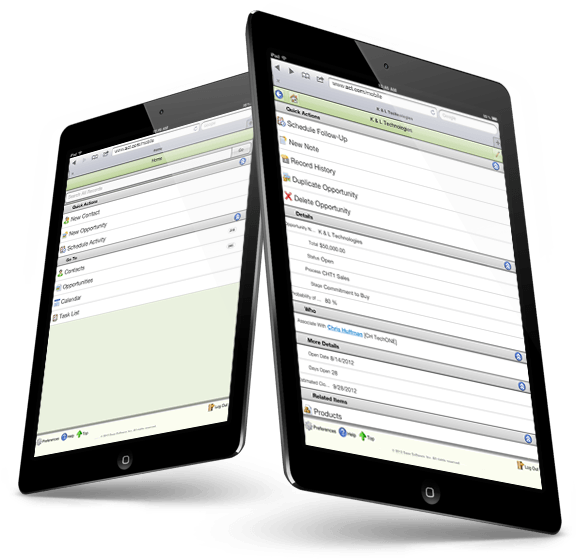 iPad
www.act.com/mobile
Home
Home
Go
Search All Records
Quick Actions
New Contact
New Opportunity
Schedule Activity
Go To
Contacts
Opportunities
Calendar
Task List
Log Out
Preferences Help Top
iPad
www.act.com/mobile
K & L Technologies
K & L Technologies
Quick Actions
Schedule Follow-Up
New Note
Record History
Duplicate Opportunity
Delete Opportunity
Details
Opportunity N... K & L Technologies
Total $50,000.00
Status Open
Process CHT1 Sales
Stage Commitment to Buy
Probability of ... 80 %
Who
Associate With Chris Huffman [CH TechONE]
More Details
Open Date 8/14/2012
Days Open 28
Estimated Clo... 9/28/2012
Related Items
Products
Preferences Help Top
Log Out